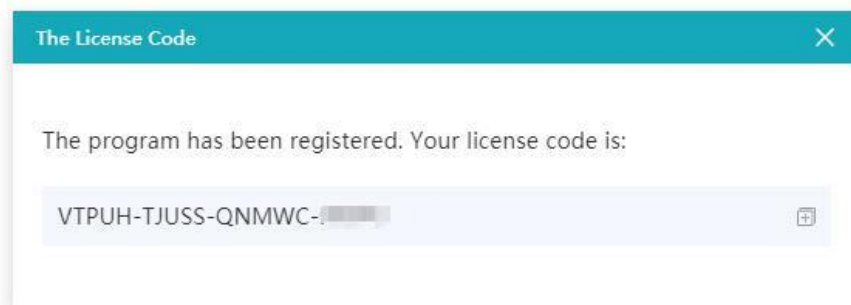 The License Code
The program has been registered. Your license code is:
VTPUH-TJUSS-QNMWC-